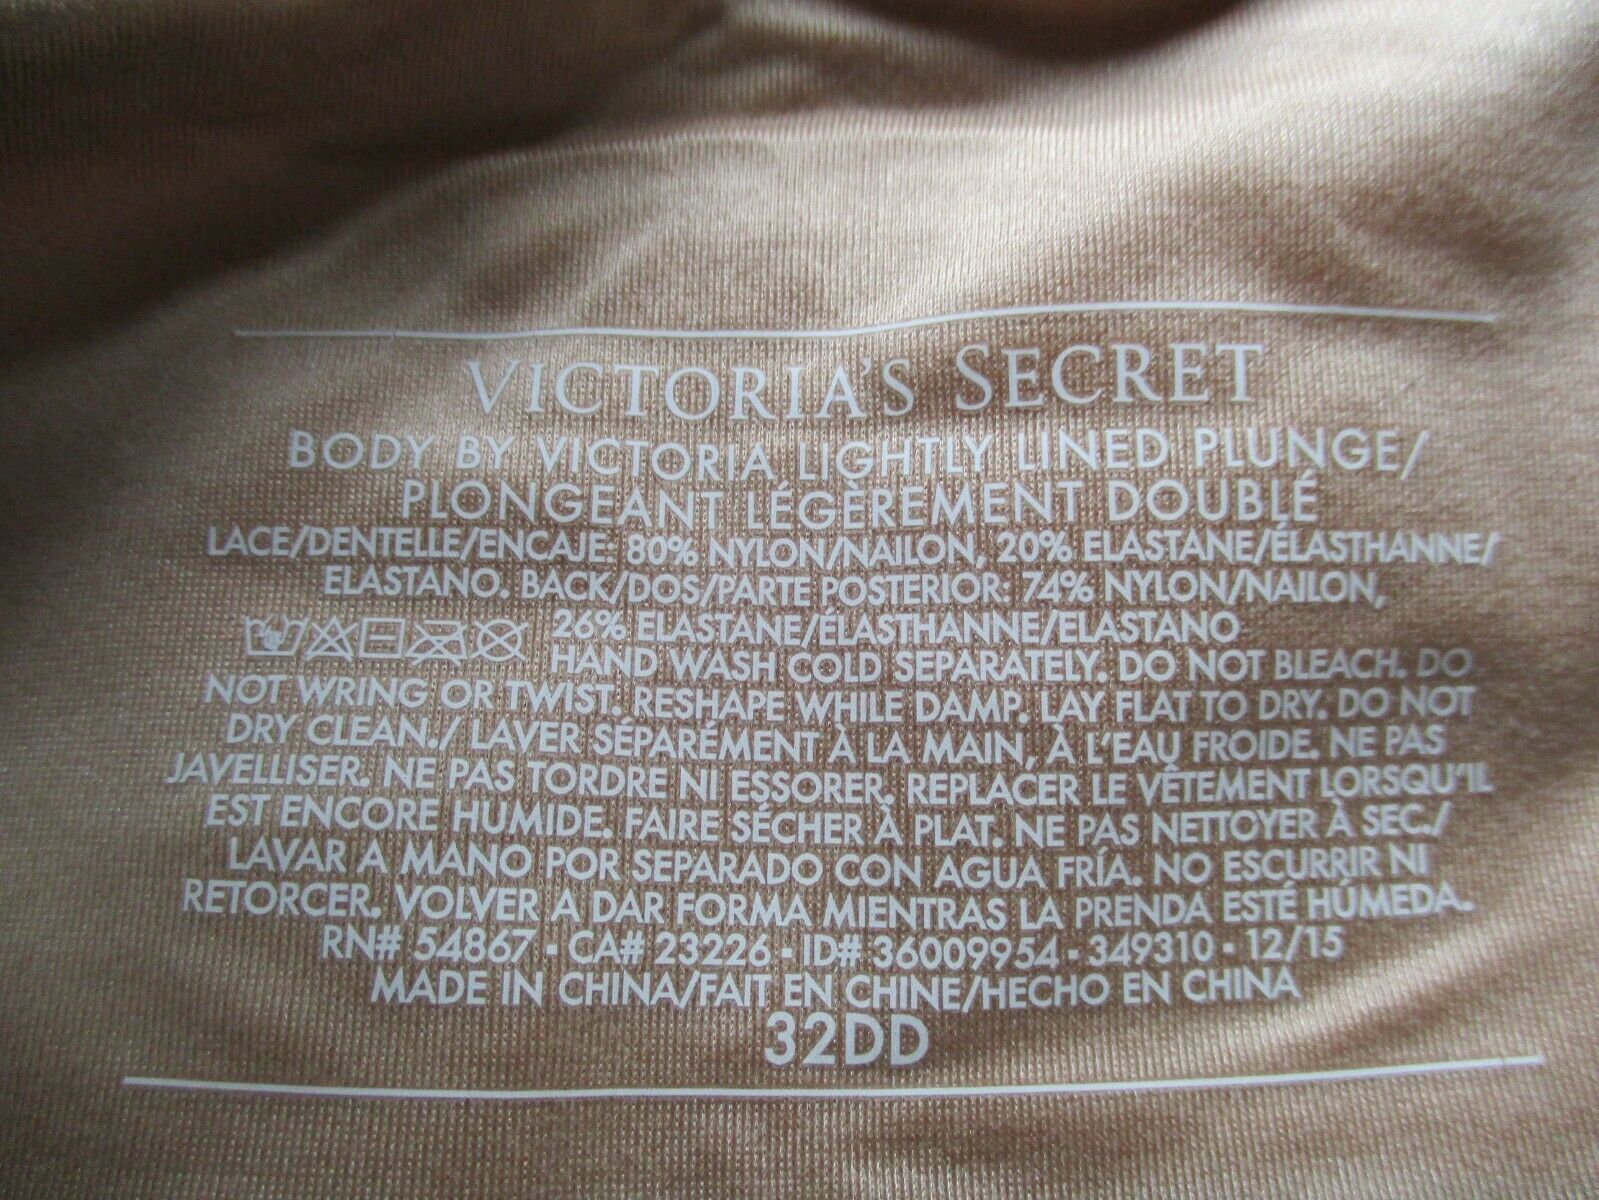 VICTORIA'S SECRET
BODY BY VICTORIA LIGHTLY LINED PLUNGE/
PLONGEANT LÉGÈREMENT DOUBLÉ
LACE/DENTELLE/ENCAJE: 80% NYLON/NAILON, 20% ELASTANE/ÉLASTHANNE/
ELASTANO. BACK/DOS/PARTE POSTERIOR: 74% NYLON/NAILON,
26% ELASTANE/ÉLASTHANNE/ELASTANO
HAND WASH COLD SEPARATELY. DO NOT BLEACH. DO
NOT WRING OR TWIST. RESHAPE WHILE DAMP. LAY FLAT TO DRY. DO NOT
DRY CLEAN./ LAVER SÉPARÉMENT À LA MAIN, À L'EAU FROIDE. NE PAS
JAVELLISER. NE PAS TORDRE NI ESSORER. REPLACER LE VÊTEMENT LORSQU'IL
EST ENCORE HUMIDE. FAIRE SÉCHER À PLAT. NE PAS NETTOYER À SEC./
LAVAR A MANO POR SEPARADO CON AGUA FRÍA. NO ESCURRIR NI
RETORCER. VOLVER A DAR FORMA MIENTRAS LA PRENDA ESTÉ HÚMEDA.
RN# 54867 - CA# 23226 - ID# 36009954 - 349310 - 12/15
MADE IN CHINA/FAIT EN CHINE/HECHO EN CHINA
32DD